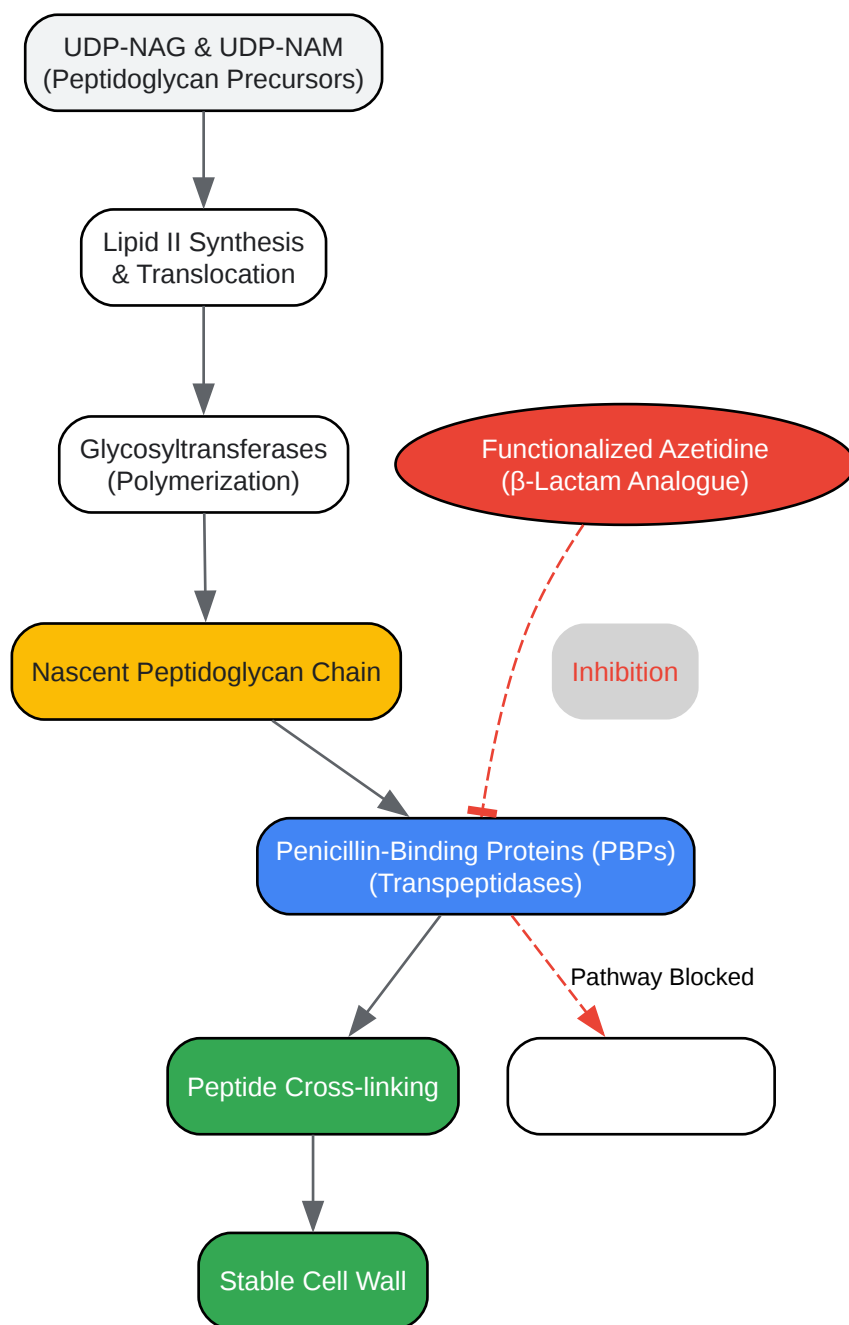 UDP-NAG & UDP-NAM
(Peptidoglycan Precursors)
Lipid II Synthesis
& Translocation
Glycosyltransferases
(Polymerization)
Functionalized Azetidine
(β-Lactam Analogue)
Nascent Peptidoglycan Chain
Inhibition
Penicillin-Binding Proteins (PBPs)
(Transpeptidases)
Pathway Blocked
Peptide Cross-linking
Stable Cell Wall